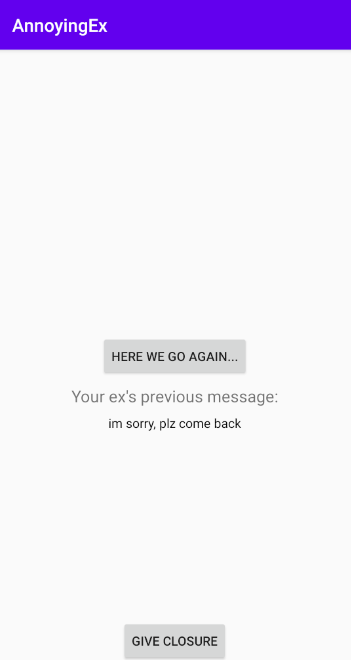 AnnoyingEx
HERE WE GO AGAIN...
Your ex's previous message:
im sorry, plz come back
GIVE CLOSURE